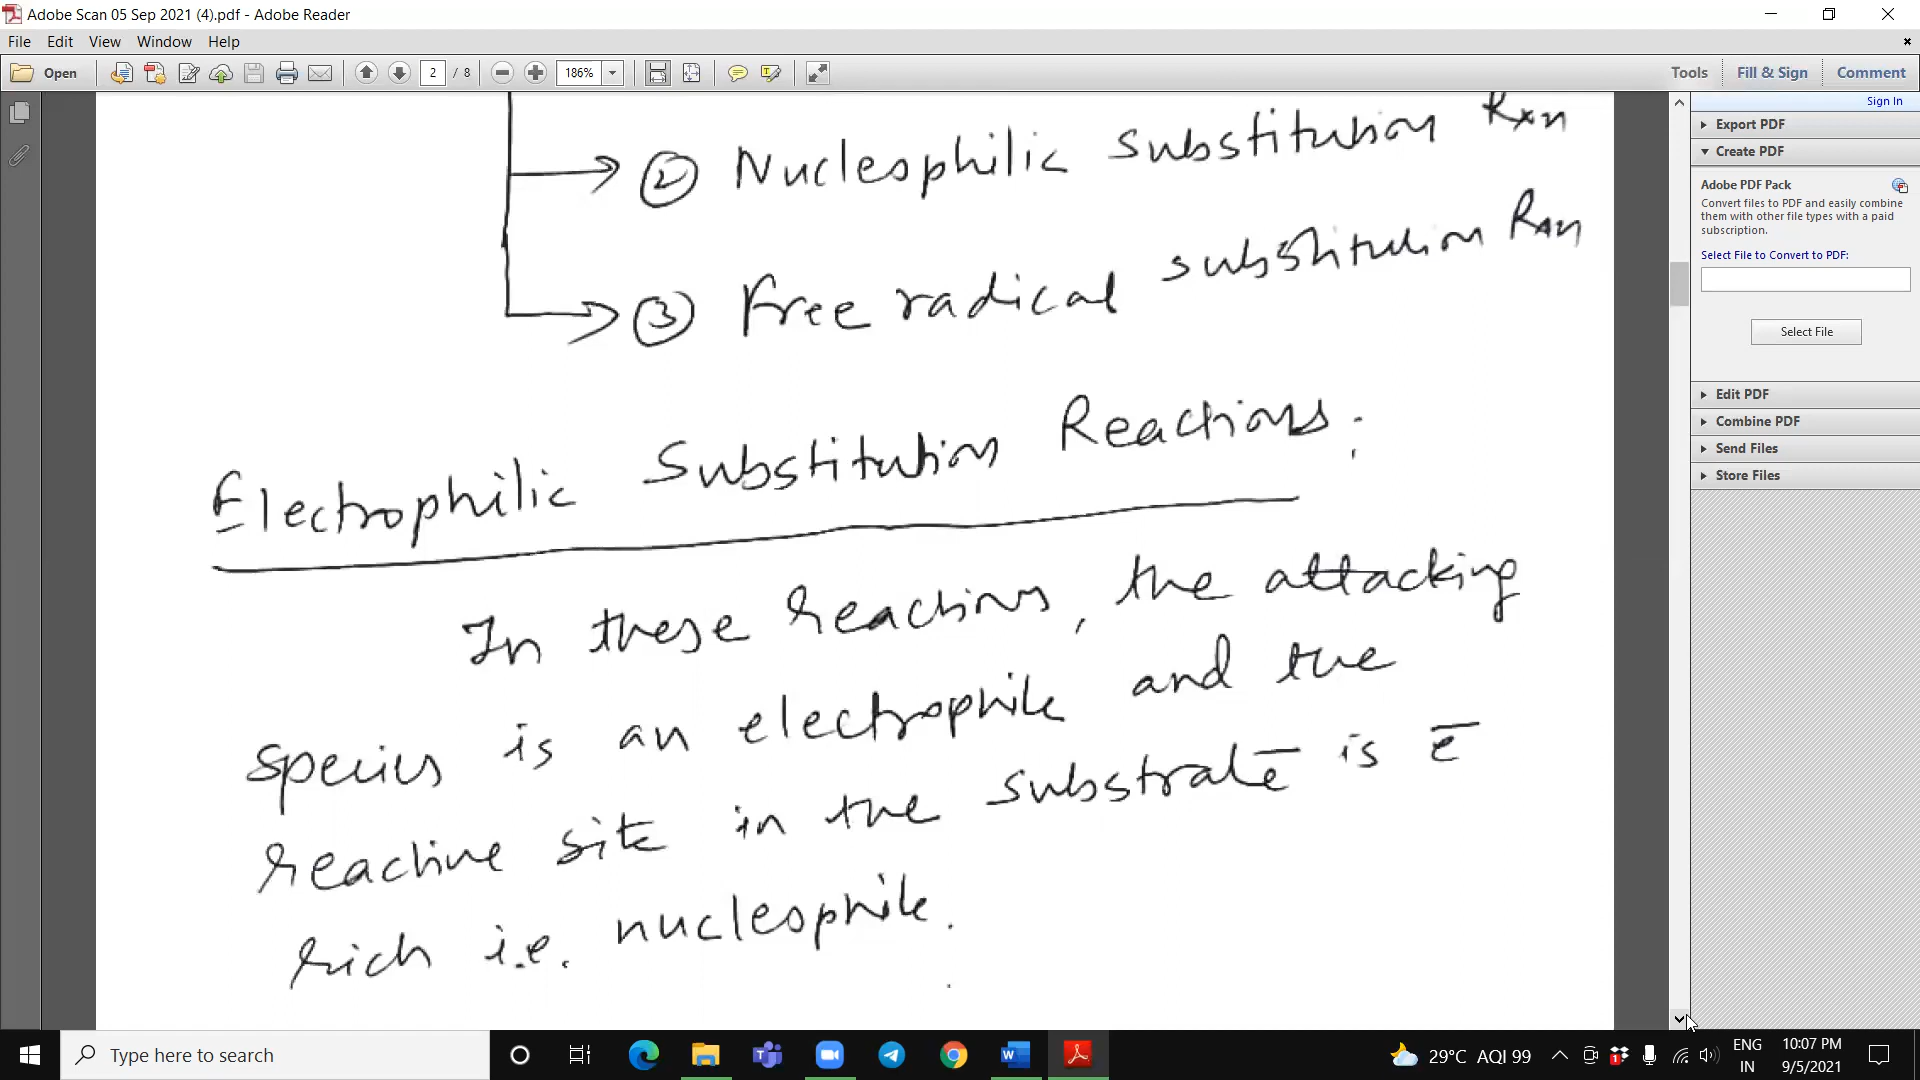 Adobe Scan 05 Sep 2021 (4).pdf - Adobe Reader
File Edit View Window Help
Open 2 / 8 186% Tools Fill & Sign Comment
Sign In
Export PDF
Create PDF
Adobe PDF Pack
Convert files to PDF and easily combine
them with other file types with a paid
subscription.
Select File to Convert to PDF:
Select File
Edit PDF
Combine PDF
Send Files
Store Files
② Nucleophilic substitution Rxn
③ Free radical substitution Rxn
Electrophilic Substitution Reactions :
In these reactions, the attacking
species is an electrophile and the
reactive site in the substrate is e̅
rich i.e. nucleophile.
Type here to search
29°C AQI 99
ENG
IN
10:07 PM
9/5/2021